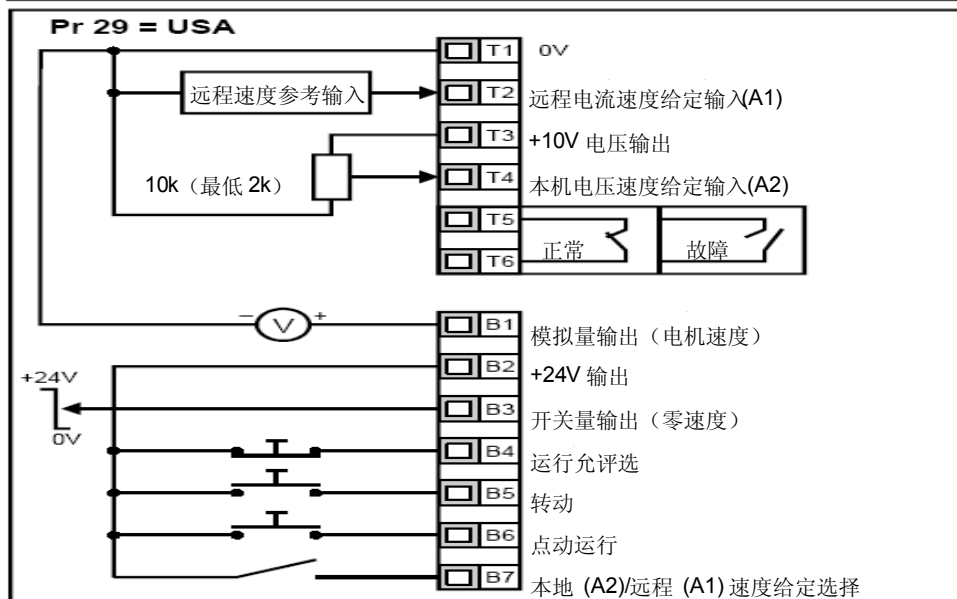 Pr 29 = USA
T1 0V
远程速度参考输入 T2 远程电流速度给定输入(A1)
T3 +10V 电压输出
10k（最低 2k） T4 本机电压速度给定输入(A2)
T5
正常 故障
T6
− V + B1 模拟量输出（电机速度）
B2 +24V 输出
+24V
B3 开关量输出（零速度）
0V
B4 运行允评选
B5 转动
B6 点动运行
B7 本地 (A2)/远程 (A1) 速度给定选择